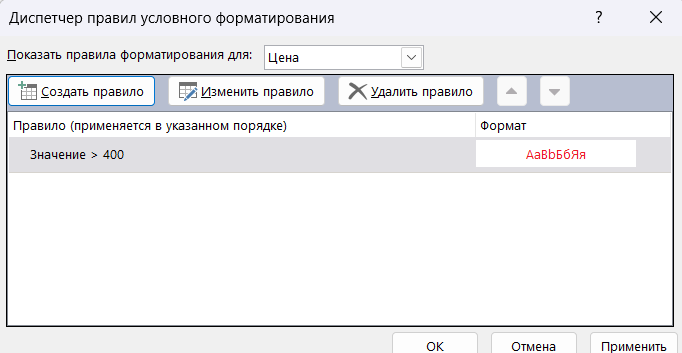 Диспетчер правил условного форматирования ?
Показать правила форматирования для: Цена
Создать правило Изменить правило Удалить правило
Правило (применяется в указанном порядке) Формат
Значение > 400 АаВbБбЯя
ОК Отмена Применить